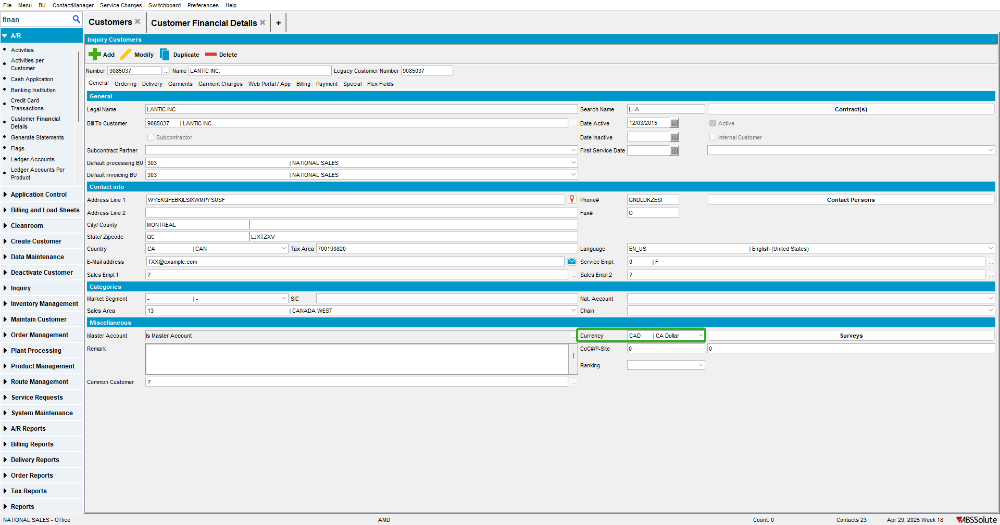 File Menu BU ContactManager Service Charges Switchboard Preferences Help
finan
Customers Customer Financial Details +
A/R
Activities
Activities per
Customer
Cash Application
Banking Institution
Credit Card
Transactions
Customer Financial
Details
Generate Statements
Flags
Ledger Accounts
Ledger Accounts Per
Product
Application Control
Billing and Load Sheets
Cleanroom
Create Customer
Data Maintenance
Deactivate Customer
Inquiry
Inventory Management
Maintain Customer
Order Management
Plant Processing
Product Management
Route Management
Service Requests
System Maintenance
A/R Reports
Billing Reports
Delivery Reports
Order Reports
Tax Reports
Reports
Inquiry Customers
Add Modify Duplicate Delete
Number 9085037 ... Name LANTIC INC. Legacy Customer Number 9085037
General Ordering Delivery Garments Garment Charges Web Portal / App Billing Payment Special Flex Fields
General
Legal Name LANTIC INC. Search Name L=A Contract(s)
Bill To Customer 9085037 | LANTIC INC. ... Date Active 12/03/2015 16 Active
Subcontractor Date Inactive 16 Internal Customer
Subcontract Partner First Service Date 16
Default processing BU 303 | NATIONAL SALES
Default invoicing BU 303 | NATIONAL SALES
Contact info
Address Line 1 WYEKQFEBKILSIXWMPYSUSF Phone# GNDLDKZESI Contact Persons
Address Line 2 Fax# O
City/ County MONTREAL
State/ Zipcode QC LJXTZXV
Country CA | CAN Tax Area 700190820 Language EN_US | English (United States)
E-Mail address TXX@example.com Service Empl. 0 | F ...
Sales Empl.1 ? ... Sales Empl.2 ? ...
Categories
Market Segment - | - SIC Nat. Account
Sales Area 13 | CANADA WEST Chain
Miscellaneous
Master Account Is Master Account ... Currency CAD | CA Dollar Surveys
Remark CoC#/P-Site 0 0
Ranking
Common Customer ? ...
NATIONAL SALES - Office AMD Count: 0 Contacts 23 Apr 29, 2025 Week 18 ABSSolute